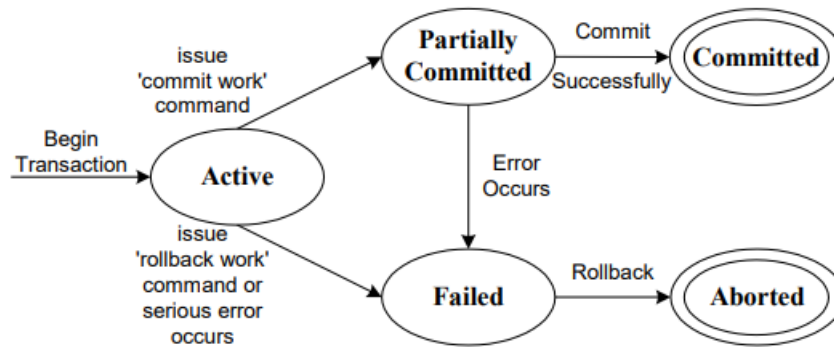 issue
'commit work'
command
Partially
Committed
Commit
Successfully
Committed
Begin
Transaction
Active
Error
Occurs
issue
'rollback work'
command or
serious error
occurs
Failed
Rollback
Aborted